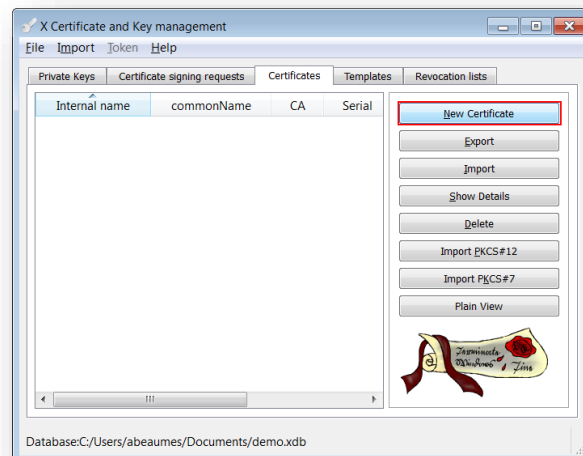 X Certificate and Key management
File Import Token Help
Private Keys Certificate signing requests Certificates Templates Revocation lists
Internal name commonName CA Serial
New Certificate
Export
Import
Show Details
Delete
Import PKCS#12
Import PKCS#7
Plain View
Database:C:/Users/abeaumes/Documents/demo.xdb